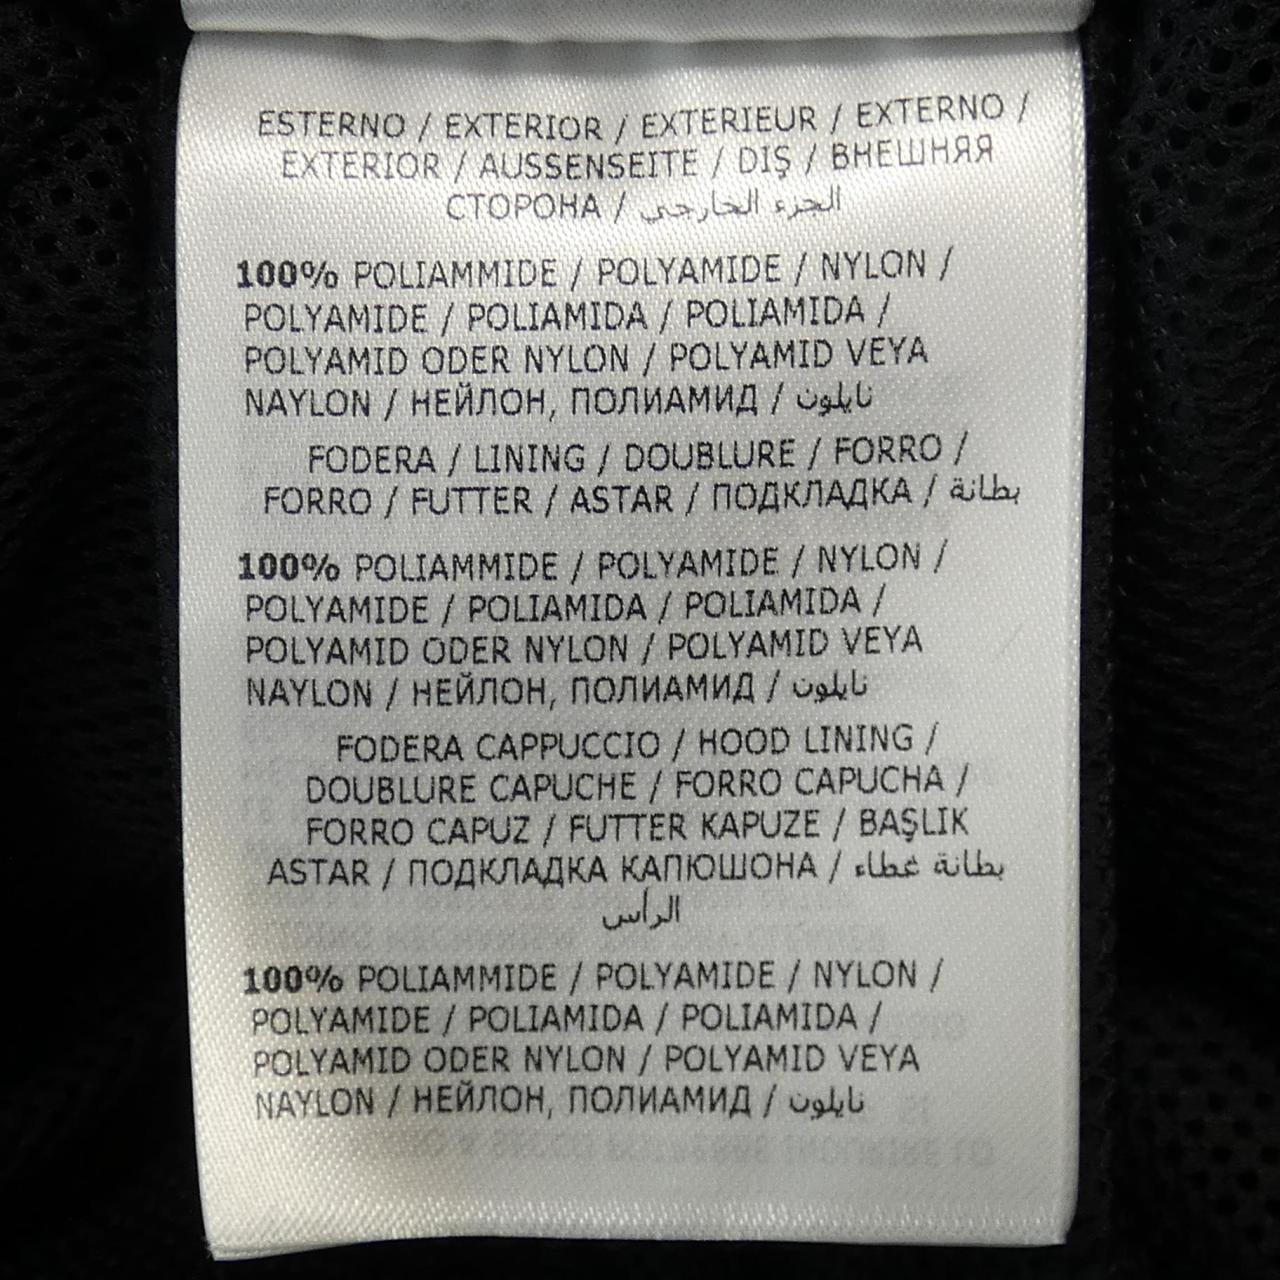 ESTERNO / EXTERIOR / EXTERIEUR / EXTERNO /
EXTERIOR / AUSSENSEITE / DIŞ / ВНЕШНЯЯ
СТОРОНА / الجزء الخارجي
100% POLIAMMIDE / POLYAMIDE / NYLON /
POLYAMIDE / POLIAMIDA / POLIAMIDA /
POLYAMID ODER NYLON / POLYAMID VEYA
NAYLON / НЕЙЛОН, ПОЛИАМИД / نايلون
FODERA / LINING / DOUBLURE / FORRO /
FORRO / FUTTER / ASTAR / ПОДКЛАДКА / بطانة
100% POLIAMMIDE / POLYAMIDE / NYLON /
POLYAMIDE / POLIAMIDA / POLIAMIDA /
POLYAMID ODER NYLON / POLYAMID VEYA
NAYLON / НЕЙЛОН, ПОЛИАМИД / نايلون
FODERA CAPPUCCIO / HOOD LINING /
DOUBLURE CAPUCHE / FORRO CAPUCHA /
FORRO CAPUZ / FUTTER KAPUZE / BAŞLIK
ASTAR / ПОДКЛАДКА КАПЮШОНА / بطانة غطاء
الرأس
100% POLIAMMIDE / POLYAMIDE / NYLON /
POLYAMIDE / POLIAMIDA / POLIAMIDA /
POLYAMID ODER NYLON / POLYAMID VEYA
NAYLON / НЕЙЛОН, ПОЛИАМИД / نايلون